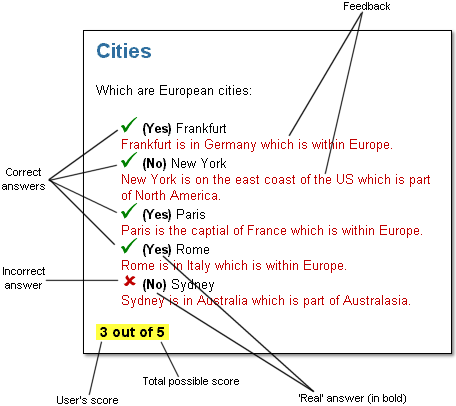 Feedback
Cities
Which are European cities:
(Yes) Frankfurt
Frankfurt is in Germany which is within Europe.
(No) New York
New York is on the east coast of the US which is part
of North America.
(Yes) Paris
Paris is the captial of France which is within Europe.
(Yes) Rome
Rome is in Italy which is within Europe.
(No) Sydney
Sydney is in Australia which is part of Australasia.
3 out of 5
Correct
answers
Incorrect
answer
Total possible score
User's score
'Real' answer (in bold)